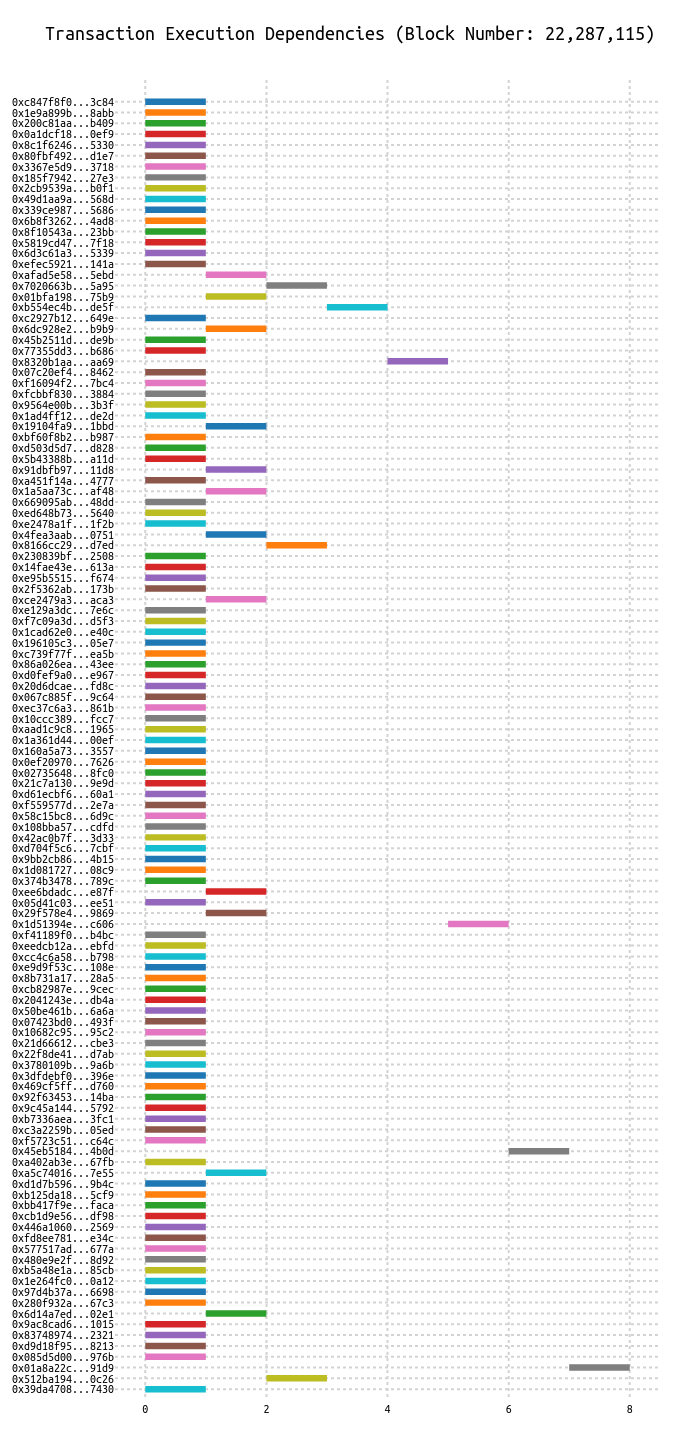 Transaction Execution Dependencies (Block Number: 22,287,115)
0xc847f8f0...3c84
0x1e9a899b...8abb
0x200c81aa...b409
0x0a1dcf18...0ef9
0x8c1f6246...5330
0x80fbf492...d1e7
0x3367e5d9...3718
0x185f7942...27e3
0x2cb9539a...b0f1
0x49d1aa9a...568d
0x339ce987...5686
0x6b8f3262...4ad8
0x8f10543a...23bb
0x5819cd47...7f18
0x6d3c61a3...5339
0xefec5921...141a
0xafad5e58...5ebd
0x7020663b...5a95
0x01bfa198...75b9
0xb554ec4b...de5f
0xc2927b12...649e
0x6dc928e2...b9b9
0x45b2511d...de9b
0x77355dd3...b686
0x8320b1aa...aa69
0x07c20ef4...8462
0xf16094f2...7bc4
0xfcbbf830...3884
0x9564e00b...3b3f
0x1ad4ff12...de2d
0x19104fa9...1bbd
0xbf60f8b2...b987
0xd503d5d7...d828
0x5b43388b...a11d
0x91dbfb97...11d8
0xa451f14a...4777
0x1a5aa73c...af48
0x669095ab...48dd
0xed648b73...5640
0xe2478a1f...1f2b
0x4fea3aab...0751
0x8166cc29...d7ed
0x230839bf...2508
0x14fae43e...613a
0xe95b5515...f674
0x2f5362ab...173b
0xce2479a3...aca3
0xe129a3dc...7e6c
0xf7c09a3d...d5f3
0x1cad62e0...e40c
0x196105c3...05e7
0xc739f77f...ea5b
0x86a026ea...43ee
0xd0fef9a0...e967
0x20d6dcae...fd8c
0x067c885f...9c64
0xec37c6a3...861b
0x10ccc389...fcc7
0xaad1c9c8...1965
0x1a361d44...00ef
0x160a5a73...3557
0x0ef20970...7626
0x02735648...8fc0
0x21c7a130...9e9d
0xd61ecbf6...60a1
0xf559577d...2e7a
0x58c15bc8...6d9c
0x108bba57...cdfd
0x42ac0b7f...3d33
0xd704f5c6...7cbf
0x9bb2cb86...4b15
0x1d081727...08c9
0x374b3478...789c
0xee6bdadc...e87f
0x05d41c03...ee51
0x29f578e4...9869
0x1d51394e...c606
0xf41189f0...b4bc
0xeedcb12a...ebfd
0xcc4c6a58...b798
0xe9d9f53c...108e
0x8b731a17...28a5
0xcb82987e...9cec
0x2041243e...db4a
0x50be461b...6a6a
0x07423bd0...493f
0x10682c95...95c2
0x21d66612...cbe3
0x22f8de41...d7ab
0x3780109b...9a6b
0x3dfdebf0...396e
0x469cf5ff...d760
0x92f63453...14ba
0x9c45a144...5792
0xb7336aea...3fc1
0xc3a2259b...05ed
0xf5723c51...c64c
0x45eb5184...4b0d
0xa402ab3e...67fb
0xa5c74016...7e55
0xd1d7b596...9b4c
0xb125da18...5cf9
0xbb417f9e...faca
0xcb1d9e56...df98
0x446a1060...2569
0xfd8ee781...e34c
0x577517ad...677a
0x480e9e2f...8d92
0xb5a48e1a...85cb
0x1e264fc0...0a12
0x97d4b37a...6698
0x280f932a...67c3
0x6d14a7ed...02e1
0x9ac8cad6...1015
0x83748974...2321
0xd9d18f95...8213
0x085d5d00...976b
0x01a8a22c...91d9
0x512ba194...0c26
0x39da4708...7430
0 2 4 6 8